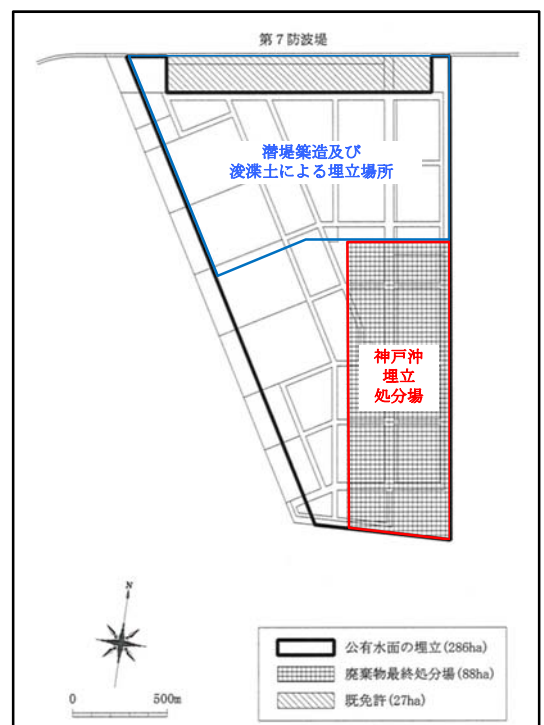 第7防波堤
潜堤築造及び
浚渫土による埋立場所
神戸沖
埋立
処分場
N
0 500m
公有水面の埋立(286ha)
廃棄物最終処分場(88ha)
既免許(27ha)